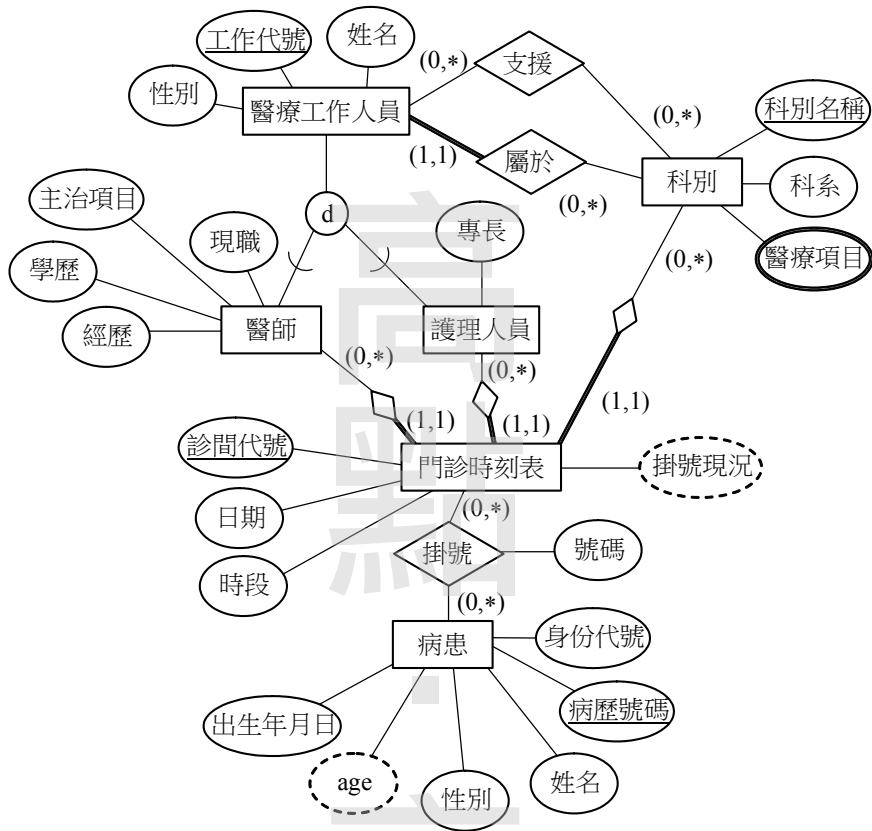 工作代號
姓名
性別
醫療工作人員
(0,*)
支援
(0,*)
科別名稱
(1,1)
屬於
(0,*)
科別
科系
醫療項目
(0,*)
d
主治項目
現職
專長
學歷
經歷
醫師
護理人員
(0,*)
(0,*)
(1,1)
(1,1)
(1,1)
診間代號
門診時刻表
掛號現況
日期
(0,*)
時段
掛號
號碼
(0,*)
病患
身份代號
出生年月日
病歷號碼
age
性別
姓名
高
點